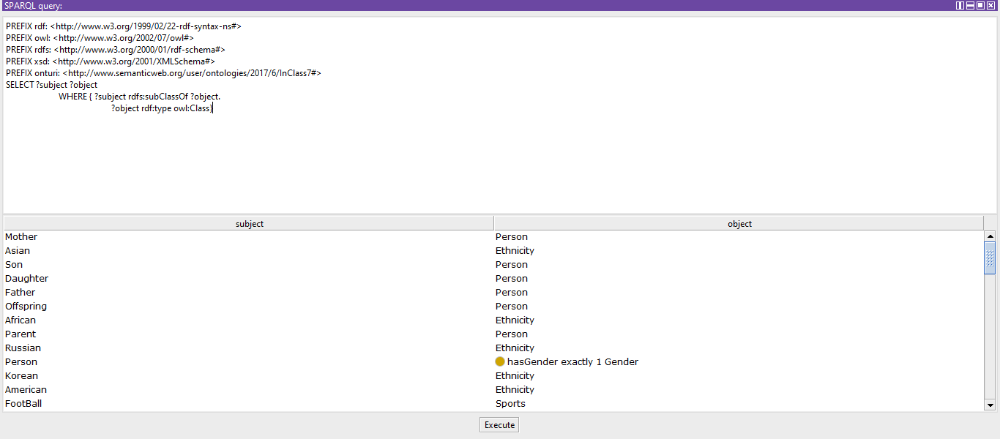 SPARQL query:
PREFIX rdf: <http://www.w3.org/1999/02/22-rdf-syntax-ns#>
PREFIX owl: <http://www.w3.org/2002/07/owl#>
PREFIX rdfs: <http://www.w3.org/2000/01/rdf-schema#>
PREFIX xsd: <http://www.w3.org/2001/XMLSchema#>
PREFIX onturi: <http://www.semanticweb.org/user/ontologies/2017/6/InClass7#>
SELECT ?subject ?object
WHERE { ?subject rdfs:subClassOf ?object.
?object rdf:type owl:Class}
subject object
Mother Person
Asian Ethnicity
Son Person
Daughter Person
Father Person
Offspring Person
African Ethnicity
Parent Person
Russian Ethnicity
Person hasGender exactly 1 Gender
Korean Ethnicity
American Ethnicity
FootBall Sports
Execute